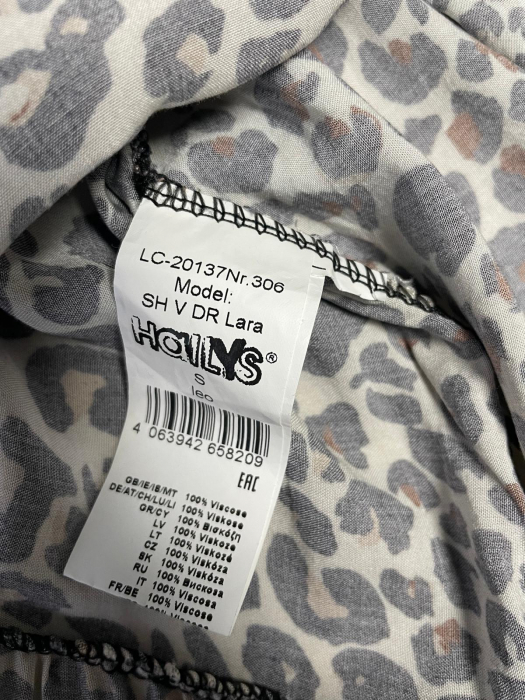 LC-20137Nr.306
Model:
SH V DR Lara
HaILYS®
S
leo
4 063942 658209
EAC
GB/IE/IB/MT 100% Viscose
DE/AT/CH/LU/LI 100% Viskose
GR/CY 100% Βισκόζη
LV 100% Viskoze
LT 100% Viskozė
CZ 100% Viskóza
SK 100% Viskóza
RU 100% Вискоза
IT 100% Viscosa
FR/BE 100% Viscose